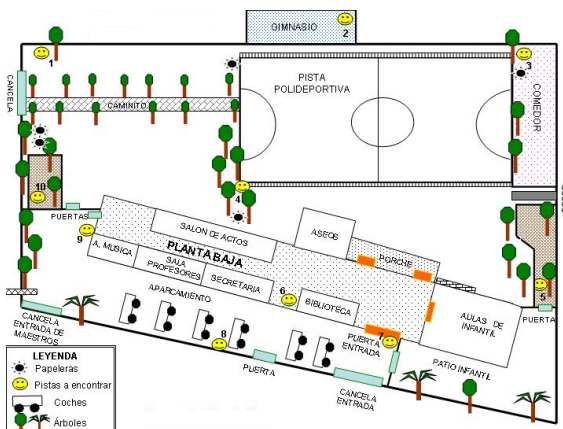 GIMNASIO
2
1
3
CANCELA
PISTA
POLIDEPORTIVA
COMEDOR
CAMINITO
4
10
PUERTAS
9
SALON DE ACTOS
ASEOS
PLANTA BAJA
PORCHE
A. MUSICA
SALA
PROFESORES
SECRETARIA
6
BIBLIOTECA
5
APARCAMIENTO
AULAS DE
INFANTIL
PUERTA
CANCELA
ENTRADA DE
MAESTROS
8
7
PUERTA
ENTRADA
PUERTA
PATIO INFANTIL
CANCELA
ENTRADA
LEYENDA
Papeleras
Pistas a encontrar
Coches
Árboles